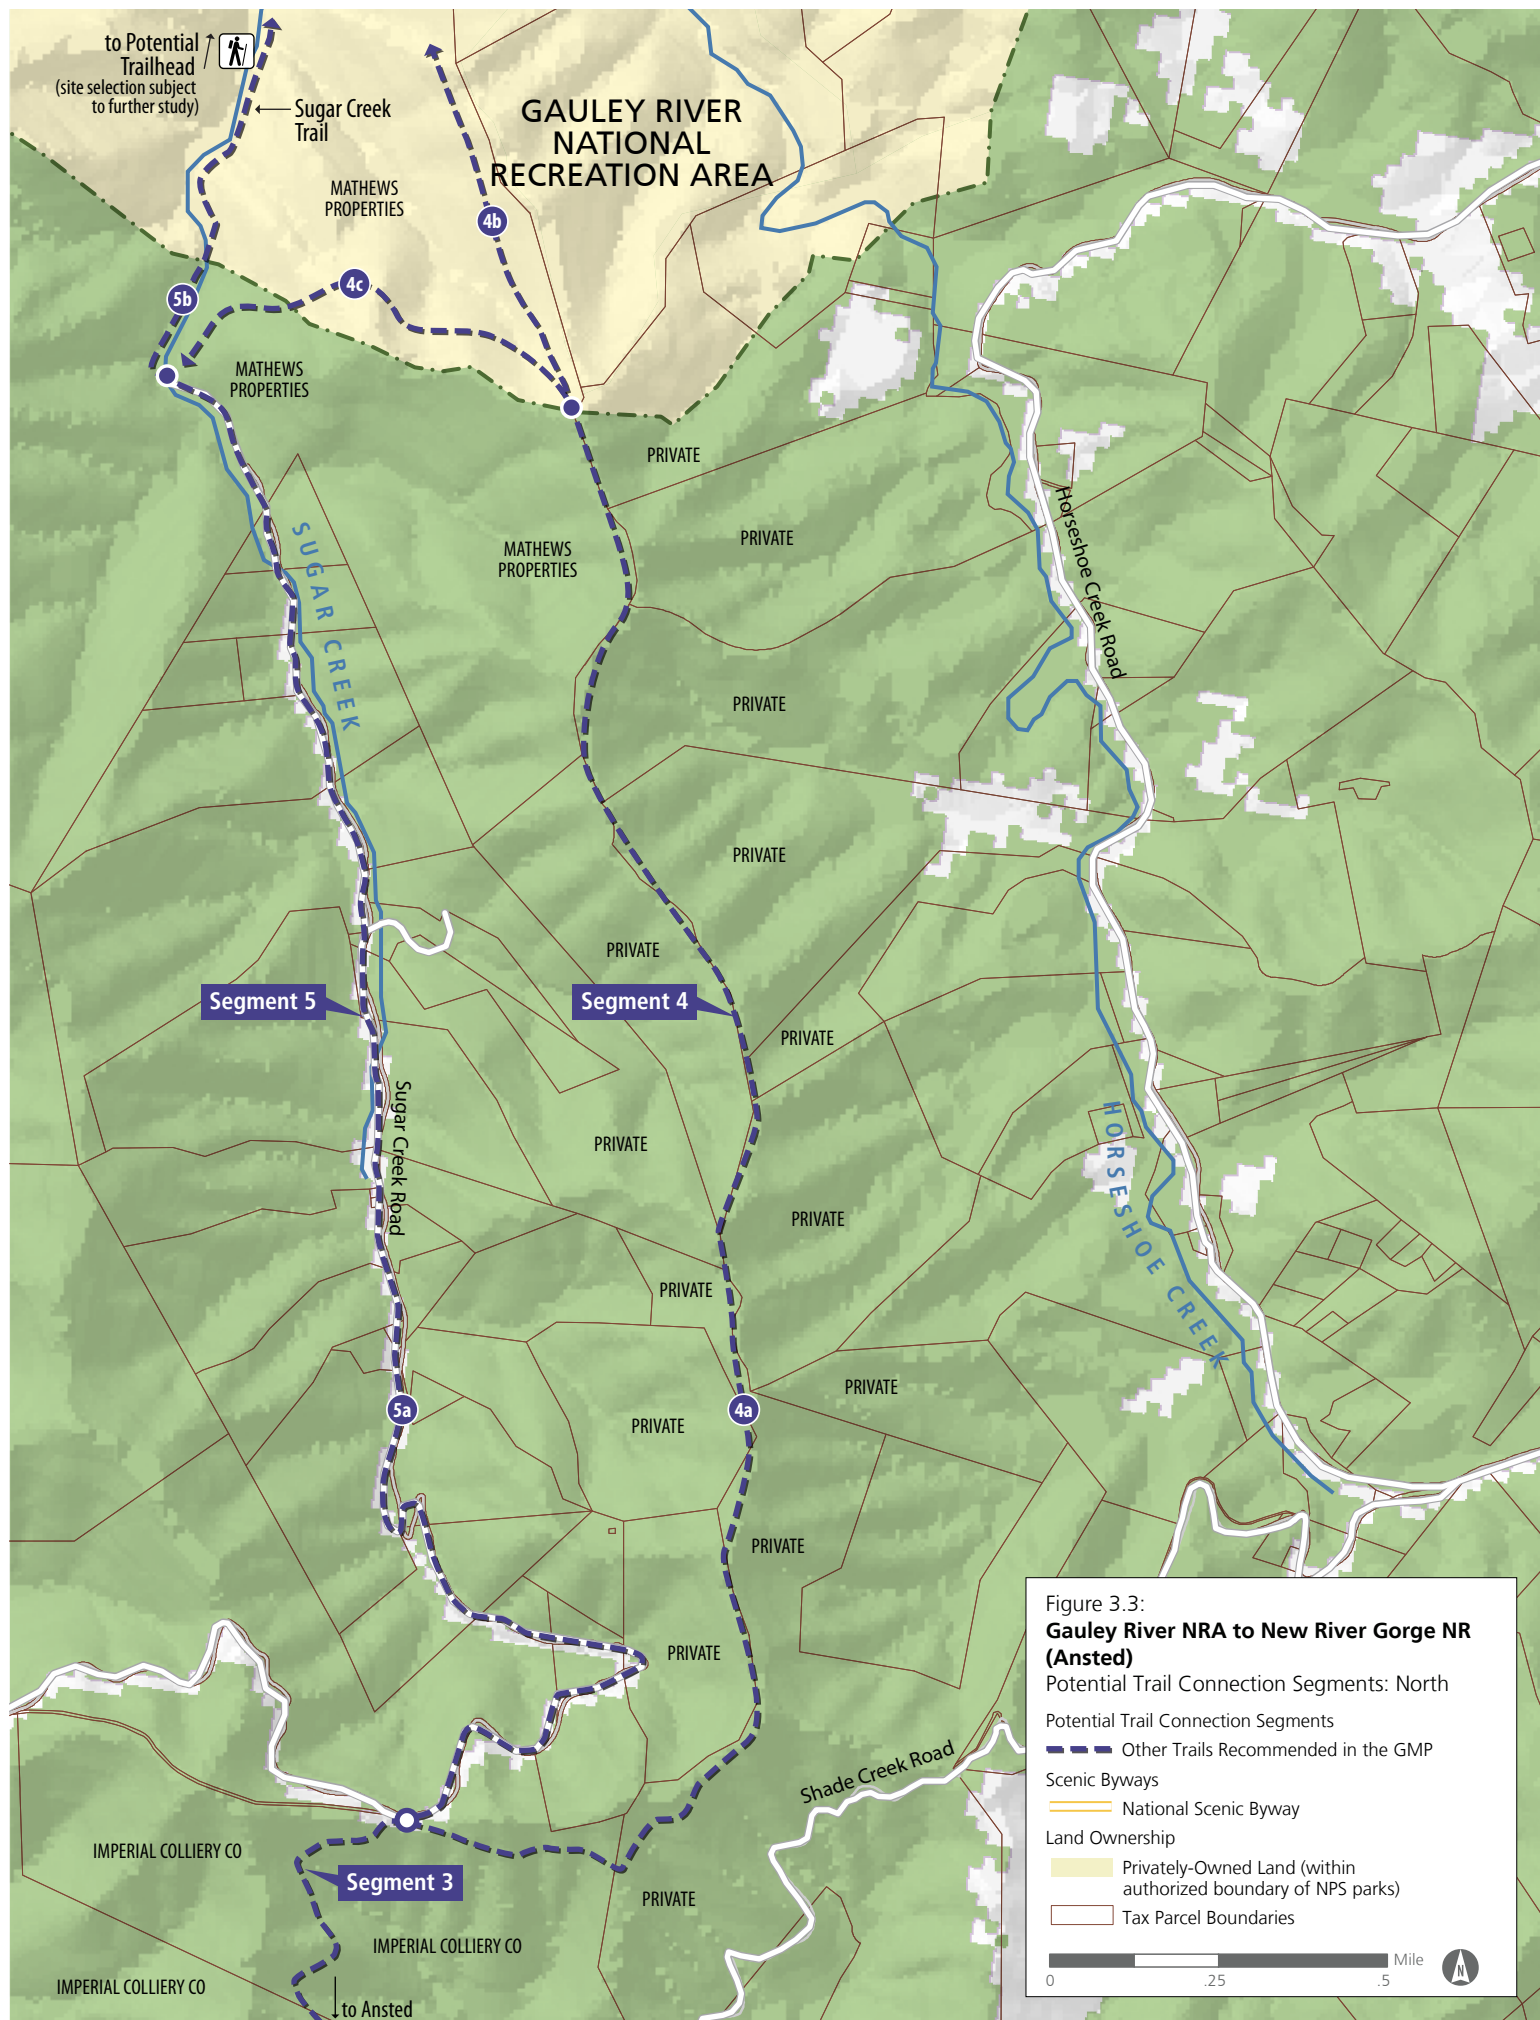 to Potential
Trailhead
(site selection subject
to further study)
Sugar Creek
Trail
GAULEY RIVER
NATIONAL
RECREATION AREA
MATHEWS
PROPERTIES
4b
4c
5b
MATHEWS
PROPERTIES
PRIVATE
SUGAR CREEK
MATHEWS
PROPERTIES
PRIVATE
Horseshoe Creek Road
PRIVATE
PRIVATE
PRIVATE
Segment 5
Segment 4
PRIVATE
Sugar Creek Road
PRIVATE
HORSESHOE CREEK
PRIVATE
PRIVATE
PRIVATE
5a
4a
PRIVATE
PRIVATE
PRIVATE
Shade Creek Road
IMPERIAL COLLIERY CO
Segment 3
PRIVATE
IMPERIAL COLLIERY CO
IMPERIAL COLLIERY CO
to Ansted
Figure 3.3:
Gauley River NRA to New River Gorge NR
(Ansted)
Potential Trail Connection Segments: North
Potential Trail Connection Segments
Other Trails Recommended in the GMP
Scenic Byways
National Scenic Byway
Land Ownership
Privately-Owned Land (within
authorized boundary of NPS parks)
Tax Parcel Boundaries
Mile
0 .25 .5
N